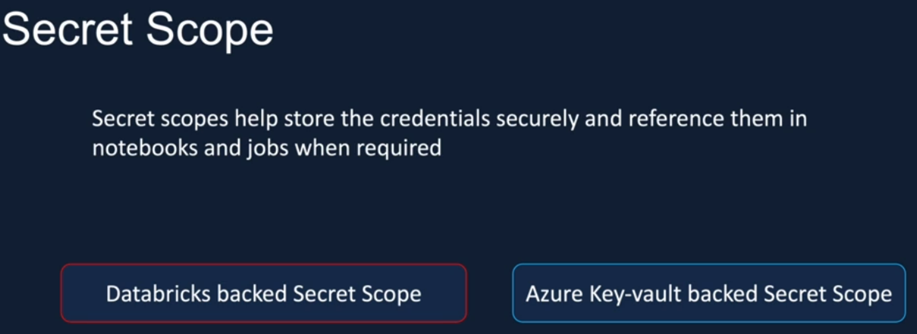 Secret Scope
Secret scopes help store the credentials securely and reference them in
notebooks and jobs when required
Databricks backed Secret Scope
Azure Key-vault backed Secret Scope